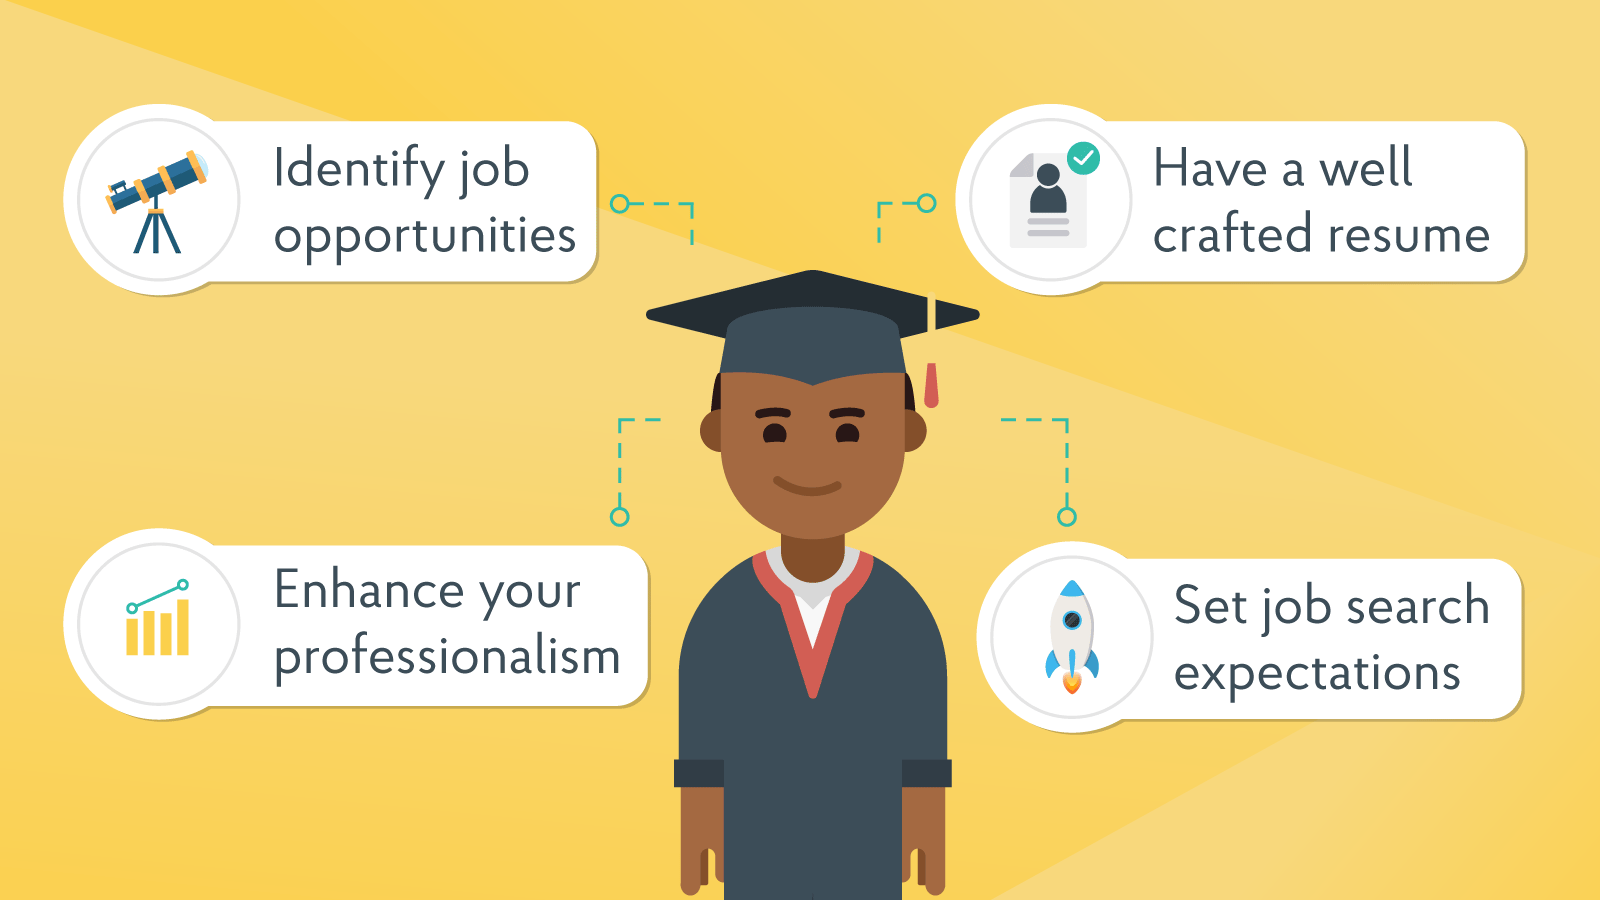 Identify job
opportunities
Have a well
crafted resume
Enhance your
professionalism
Set job search
expectations